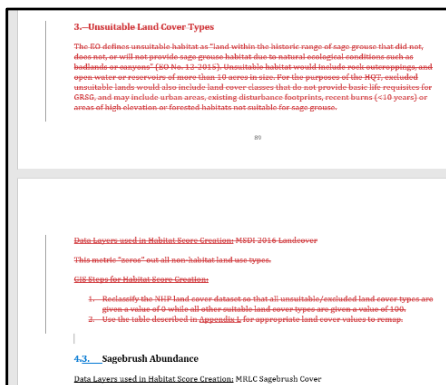 3. Unsuitable Land Cover Types
The EO defines unsuitable habitat as "land within the historic range of sage grouse that did not,
does not, or will not provide sage grouse habitat due to natural ecological conditions such as
badlands or canyons" (EO No. 12-2015). Unsuitable habitat would include rock outcroppings, and
open water or reservoirs of more than 10 acres in size. For the purposes of the HQT, excluded
unsuitable lands would also include land cover classes that do not provide basic life requisites for
GRSG, and may include urban areas, existing disturbance footprints, recent burns (<10 years) or
areas of high elevation or forested habitats not suitable for sage grouse.
89
Data Layers used in Habitat Score Creation: MSDI 2016 Landcover
This metric "zeros" out all non-habitat land use types.
GIS Steps for Habitat Score Creation:
1. Reclassify the NHP land cover dataset so that all unsuitable/excluded land cover types are
given a value of 0 while all other suitable land cover types are given a value of 100.
2. Use the table described in Appendix I, for appropriate land cover values to remap.
4.3. Sagebrush Abundance
Data Layers used in Habitat Score Creation: MRLC Sagebrush Cover